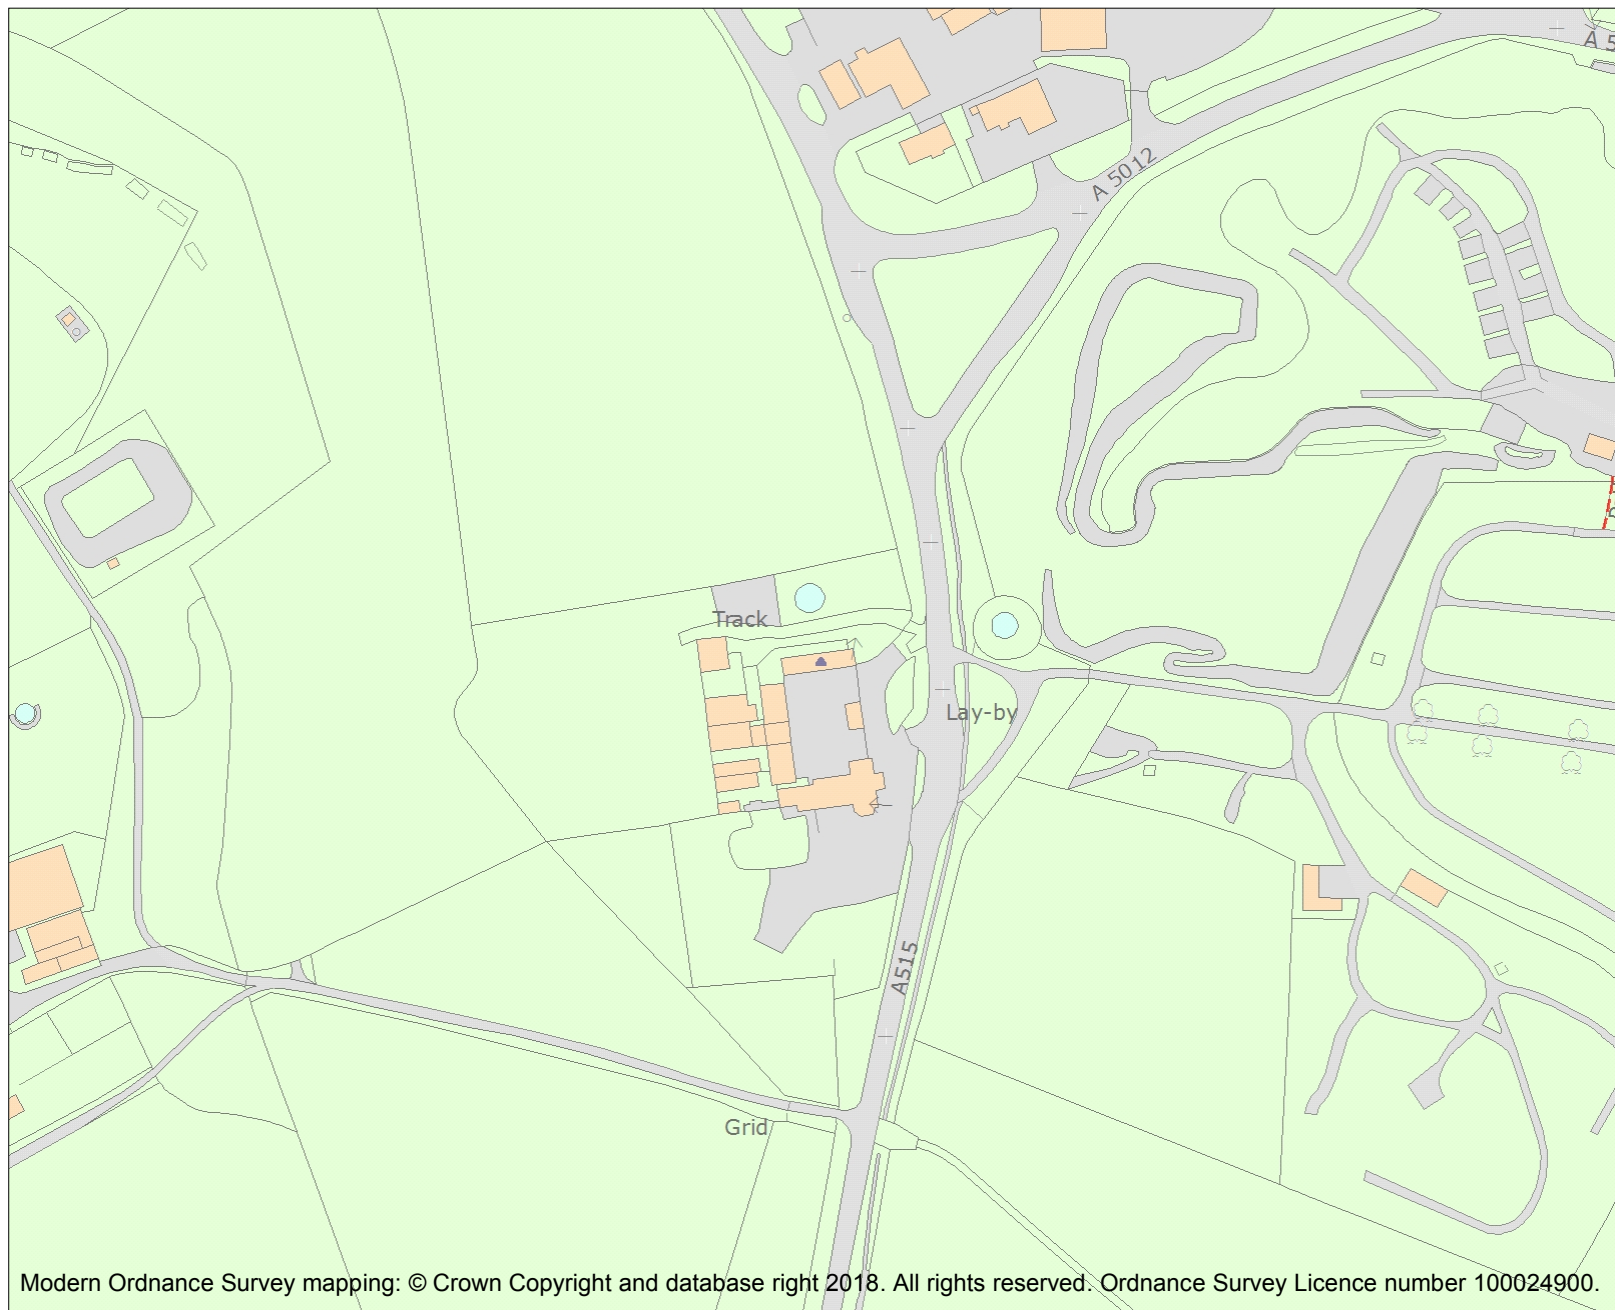 A 5
A 5012
Track
Lay-by
A515
Grid
Modern Ordnance Survey mapping: © Crown Copyright and database right 2018. All rights reserved. Ordnance Survey Licence number 100024900.